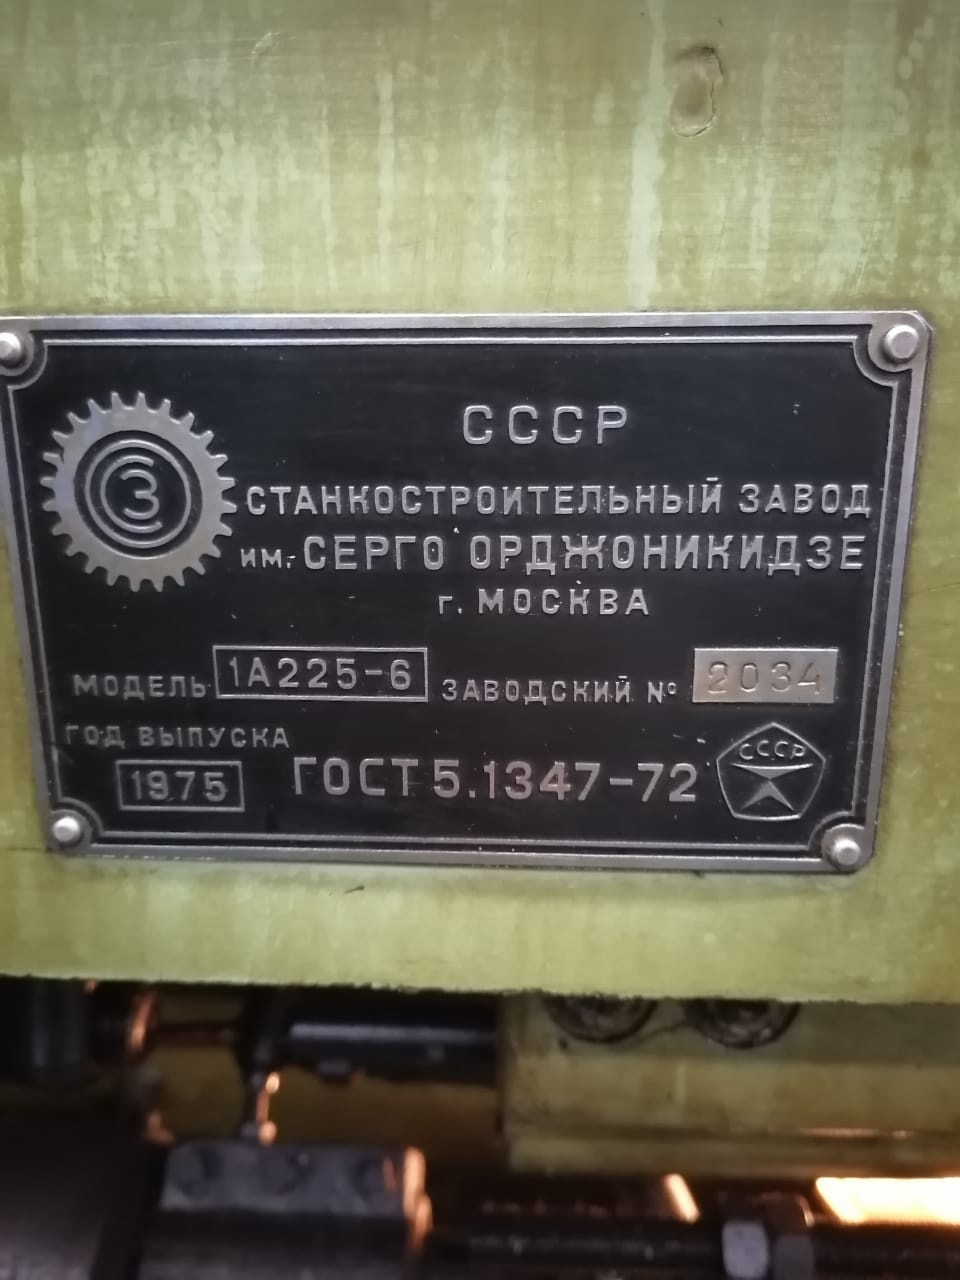 СССР
СЗ
СТАНКОСТРОИТЕЛЬНЫЙ ЗАВОД
им. СЕРГО ОРДЖОНИКИДЗЕ
г. МОСКВА
МОДЕЛЬ 1А225-6 ЗАВОДСКИЙ № 2034
ГОД ВЫПУСКА
1975 ГОСТ 5.1347-72 СССР